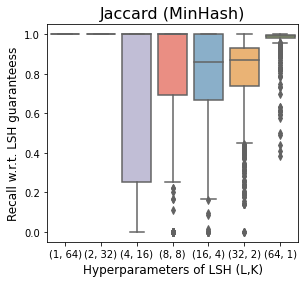 Jaccard (MinHash)
Recall w.r.t. LSH guaranteess
1.0
0.8
0.6
0.4
0.2
0.0
(1, 64) (2, 32) (4, 16) (8, 8) (16, 4) (32, 2) (64, 1)
Hyperparameters of LSH (L,K)